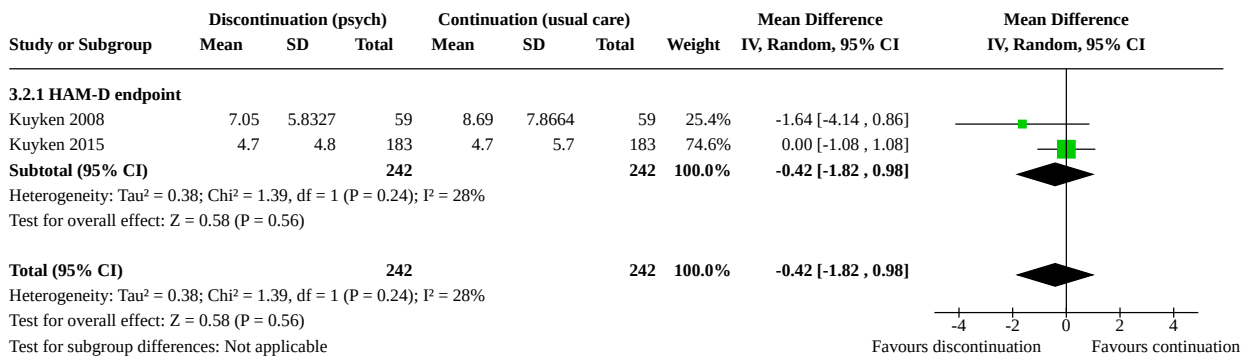 Discontinuation (psych) Continuation (usual care) Mean Difference Mean Difference
Study or Subgroup Mean SD Total Mean SD Total Weight IV, Random, 95% CI IV, Random, 95% CI
3.2.1 HAM-D endpoint
Kuyken 2008 7.05 5.8327 59 8.69 7.8664 59 25.4% -1.64 [-4.14 , 0.86]
Kuyken 2015 4.7 4.8 183 4.7 5.7 183 74.6% 0.00 [-1.08 , 1.08]
Subtotal (95% CI) 242 242 100.0% -0.42 [-1.82 , 0.98]
Heterogeneity: Tau² = 0.38; Chi² = 1.39, df = 1 (P = 0.24); I² = 28%
Test for overall effect: Z = 0.58 (P = 0.56)
Total (95% CI) 242 242 100.0% -0.42 [-1.82 , 0.98]
Heterogeneity: Tau² = 0.38; Chi² = 1.39, df = 1 (P = 0.24); I² = 28%
Test for overall effect: Z = 0.58 (P = 0.56) -4 -2 0 2 4
Test for subgroup differences: Not applicable Favours discontinuation Favours continuation